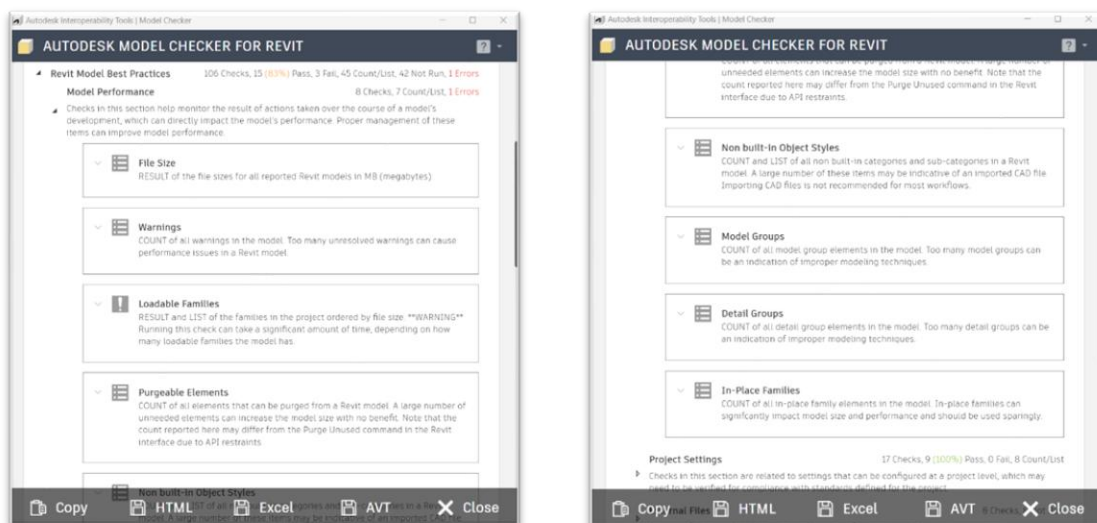 Autodesk Interoperability Tools | Model Checker
AUTODESK MODEL CHECKER FOR REVIT
Revit Model Best Practices 106 Checks, 15 (83%) Pass, 3 Fail, 45 Count/List, 42 Not Run, 1 Errors
Model Performance 8 Checks, 7 Count/List, 1 Errors
Checks in this section help monitor the result of actions taken over the course of a model's
development, which can directly impact the model's performance. Proper management of these
items can improve model performance.
File Size
RESULT of the file sizes for all reported Revit models in MB (megabytes)
Warnings
COUNT of all warnings in the model. Too many unresolved warnings can cause
performance issues in a Revit model
Loadable Families
RESULT and LIST of the families in the project ordered by file size. **WARNING**
Running this check can take a significant amount of time, depending on how
many loadable families the model has.
Purgeable Elements
COUNT of all elements that can be purged from a Revit model. A large number of
unneeded elements can increase the model size with no benefit. Note that the
count reported here may differ from the Purge Unused command in the Revit
interface due to API restraints
Non built-in Object Styles
Copy HTML Excel AVT Close
Autodesk Interoperability Tools | Model Checker
AUTODESK MODEL CHECKER FOR REVIT
unneeded elements can increase the model size with no benefit. Note that the
count reported here may differ from the Purge Unused command in the Revit
interface due to API restraints.
Non built-in Object Styles
COUNT and LIST of all non built-in categories and sub-categories in a Revit
model. A large number of these items may be indicative of an imported CAD file.
Importing CAD files is not recommended for most workflows.
Model Groups
COUNT of all model group elements in the model. Too many model groups can
be an indication of improper modeling techniques.
Detail Groups
COUNT of all detail group elements in the model. Too many detail groups can be
an indication of improper modeling techniques.
In-Place Families
COUNT of all in-place family elements in the model. In-place families can
significantly impact model size and performance and should be used sparingly.
Project Settings 17 Checks, 9 (100%) Pass, 0 Fail, 8 Count/List
Checks in this section are related to settings that can be configured at a project level, which may
need to be verified for compliance with standards defined for the project
Copy HTML Excel AVT Close